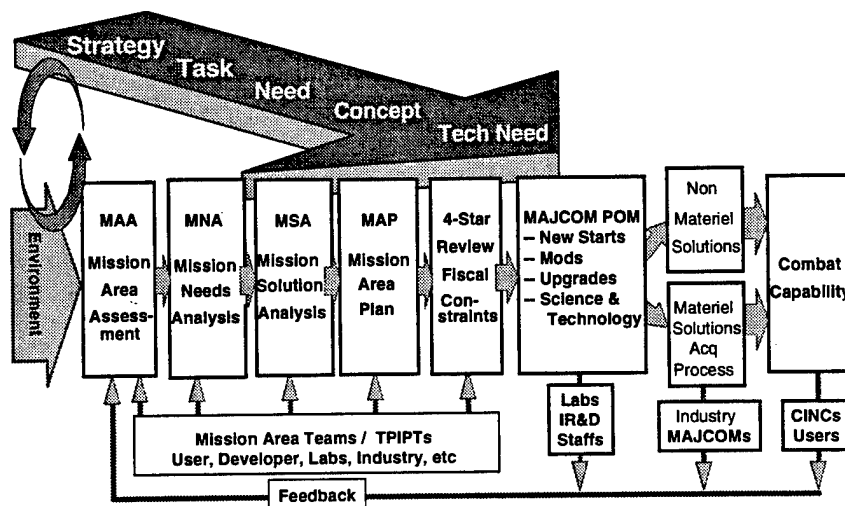 Strategy
Task
Need
Concept
Tech Need
Environment
MAA
Mission
Area
Assess-
ment
MNA
Mission
Needs
Analysis
MSA
Mission
Solution
Analysis
MAP
Mission
Area
Plan
4-Star
Review
Fiscal
Con-
straints
MAJCOM POM
– New Starts
– Mods
– Upgrades
– Science &
Technology
Non
Materiel
Solutions
Materiel
Solutions
Acq
Process
Combat
Capability
Mission Area Teams / TPIPTs
User, Developer, Labs, Industry, etc
Labs
IR&D
Staffs
Industry
MAJCOMs
CINCs
Users
Feedback